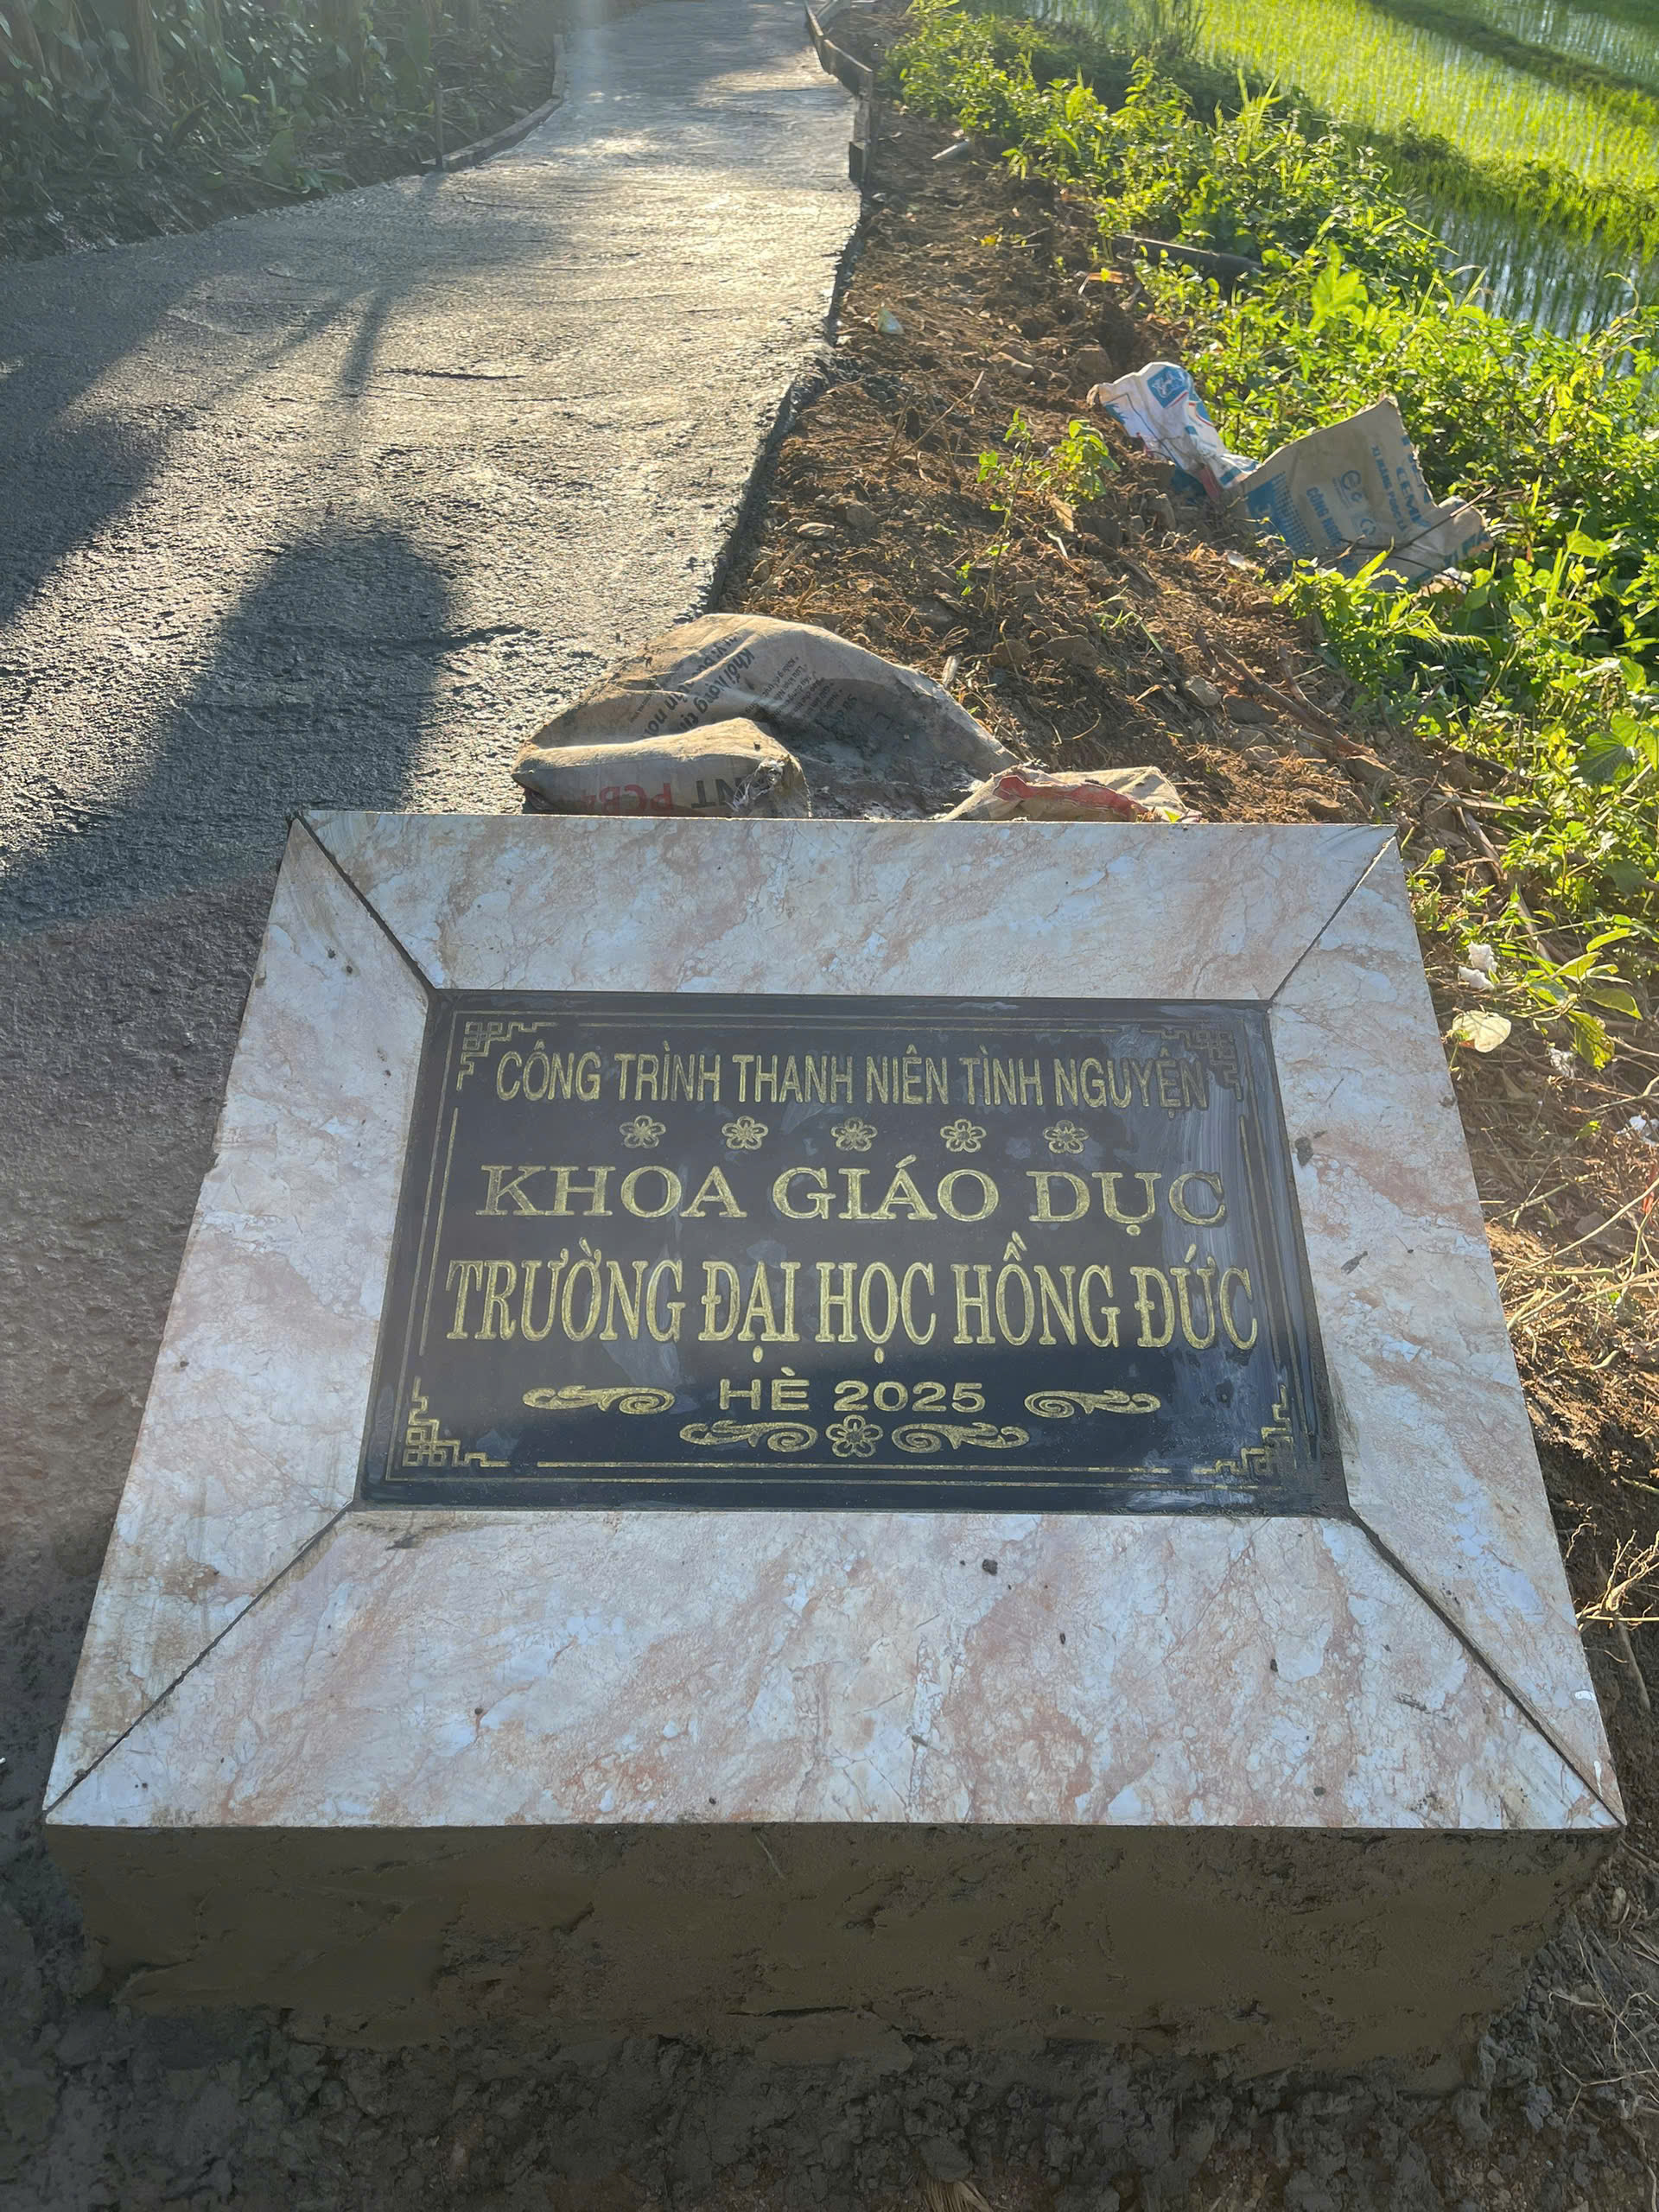 CÔNG TRÌNH THANH NIÊN TÌNH NGUYỆN
KHOA GIÁO DỤC
TRƯỜNG ĐẠI HỌC HỒNG ĐỨC
HÈ 2025